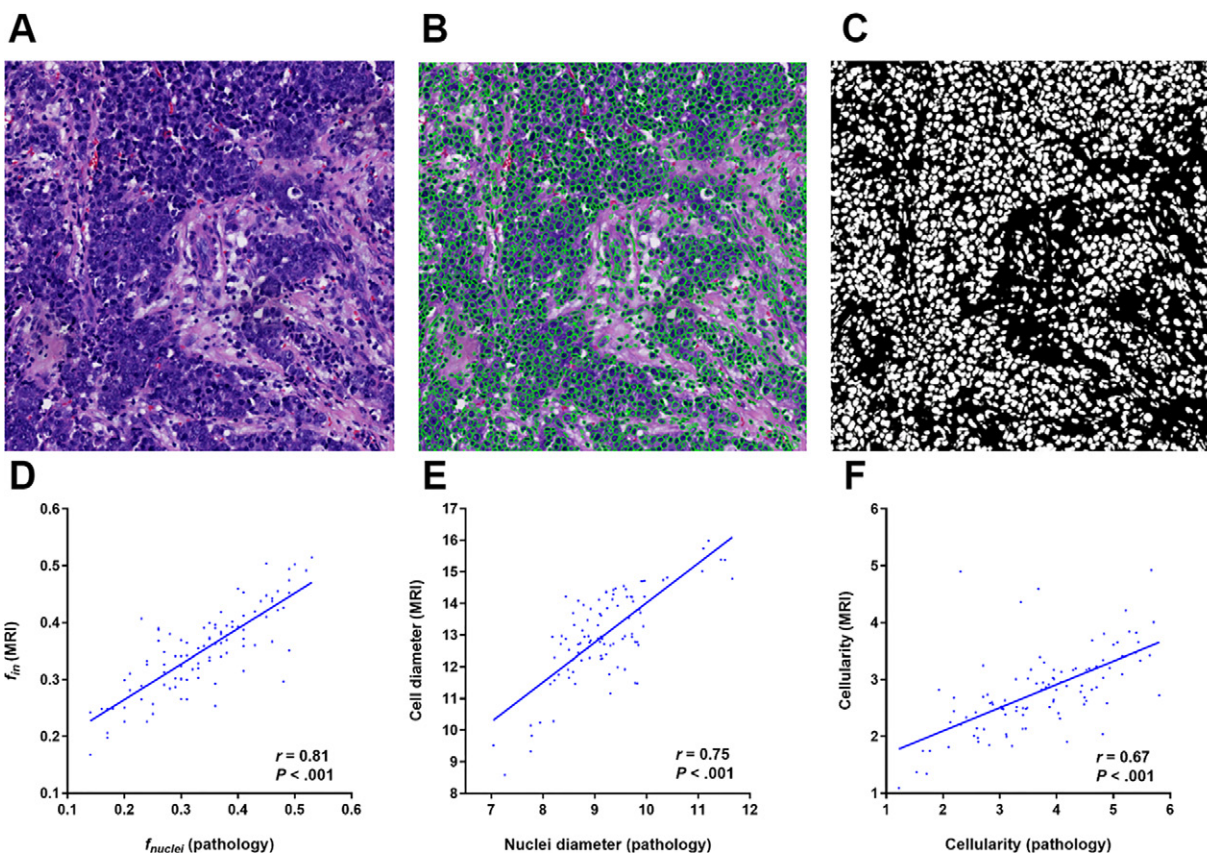 A B C
D E F
0.6 17 6
0.5 16 5
0.4 15 4
0.3 14 3
0.2 13 2
0.1 12 1
11
10
9
8
f_in (MRI)
Cell diameter (MRI)
Cellularity (MRI)
r = 0.81
P < .001
r = 0.75
P < .001
r = 0.67
P < .001
0.1 0.2 0.3 0.4 0.5 0.6
7 8 9 10 11 12
1 2 3 4 5 6
f_nuclei (pathology)
Nuclei diameter (pathology)
Cellularity (pathology)